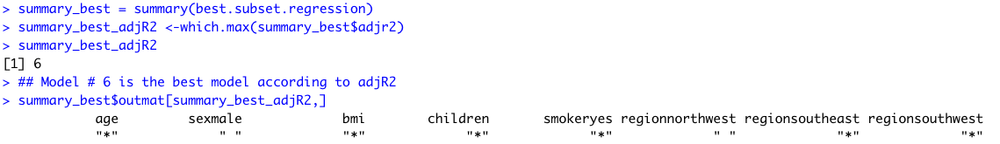 > summary_best = summary(best.subset.regression)
> summary_best_adjR2 <-which.max(summary_best$adjr2)
> summary_best_adjR2
[1] 6
> ## Model # 6 is the best model according to adjR2
> summary_best$outmat[summary_best_adjR2,]
age sexmale bmi children smokeryes regionnorthwest regionsoutheast regionsouthwest
"*" " " "*" "*" "*" " " "*" "*"